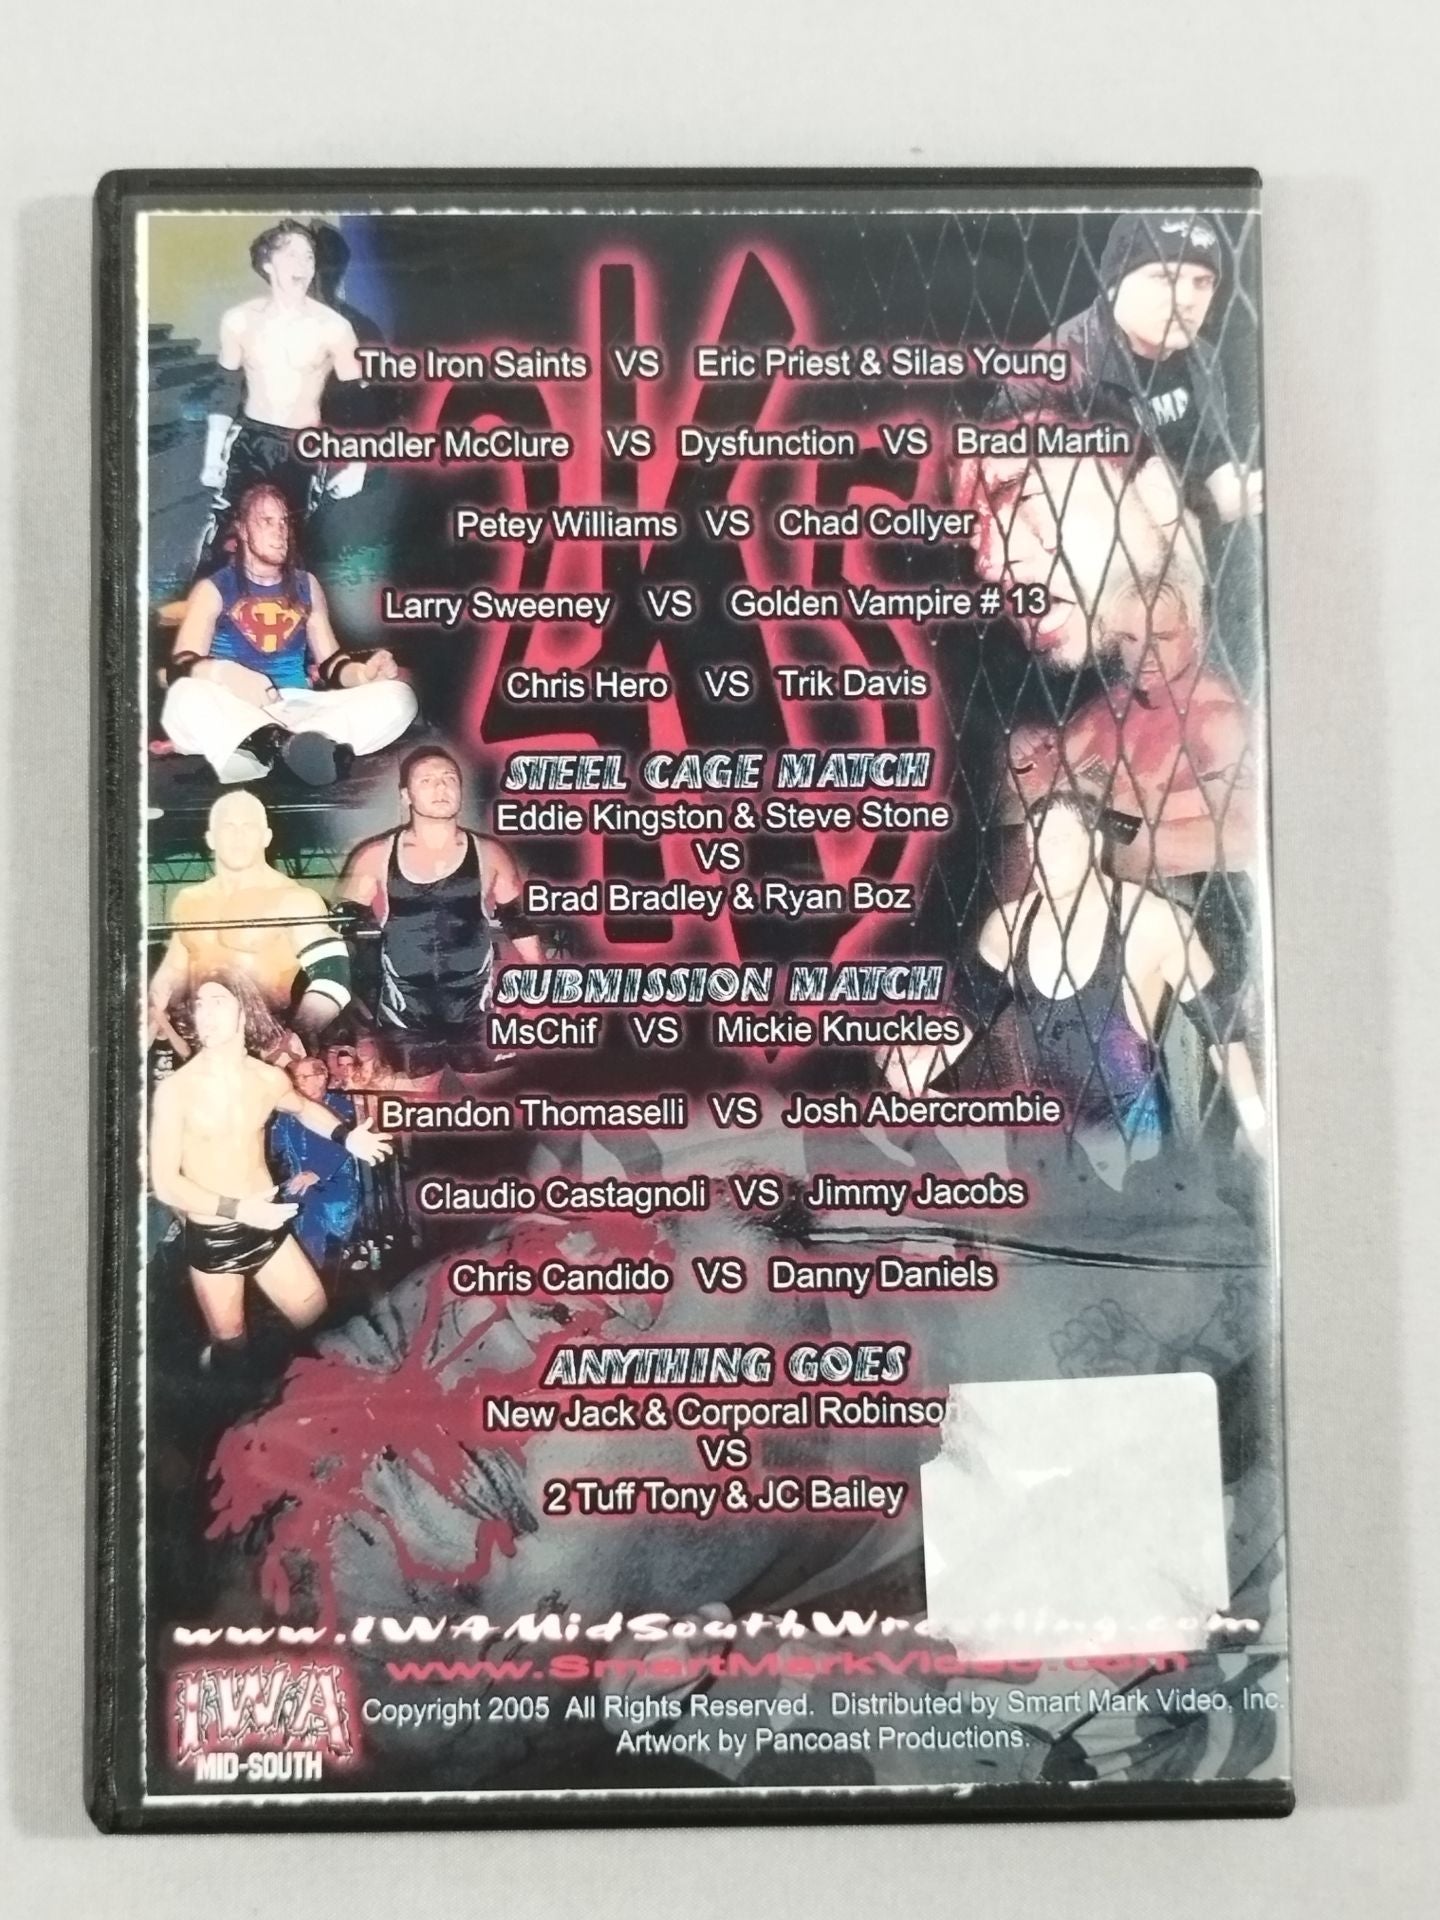 The Iron Saints VS Eric Priest & Silas Young
Chandler McClure VS Dysfunction VS Brad Martin
Petey Williams VS Chad Collyer
Larry Sweeney VS Golden Vampire # 13
Chris Hero VS Trik Davis
STEEL CAGE MATCH
Eddie Kingston & Steve Stone
VS
Brad Bradley & Ryan Boz
SUBMISSION MATCH
MsChif VS Mickie Knuckles
Brandon Thomaselli VS Josh Abercrombie
Claudio Castagnoli VS Jimmy Jacobs
Chris Candido VS Danny Daniels
ANYTHING GOES
New Jack & Corporal Robinso
VS
2 Tuff Tony & JC Bailey
www.IWAMidSouthWrestling.com
www.SmartMarkVideo.com
IWA
MID-SOUTH
Copyright 2005 All Rights Reserved. Distributed by Smart Mark Video, Inc.
Artwork by Pancoast Productions.